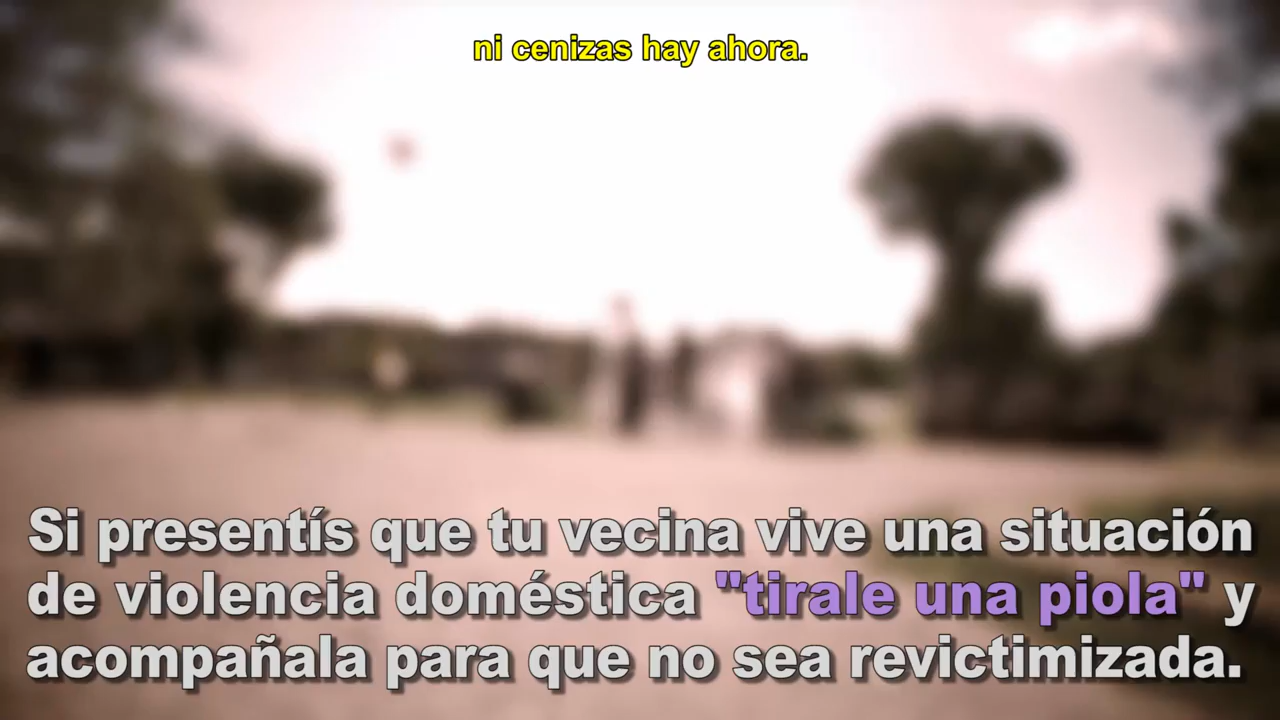 ni cenizas hay ahora.
Si presentís que tu vecina vive una situación
de violencia doméstica "tirale una piola" y
acompañala para que no sea revictimizada.